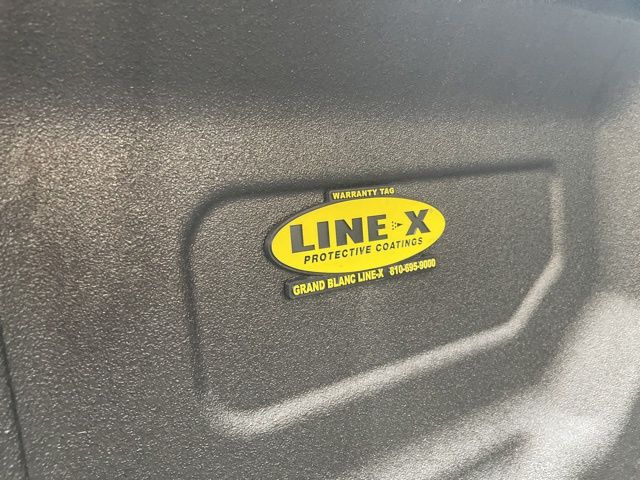 WARRANTY TAG
LINE-X
PROTECTIVE COATINGS
GRAND BLANC LINE-X 810-695-9000